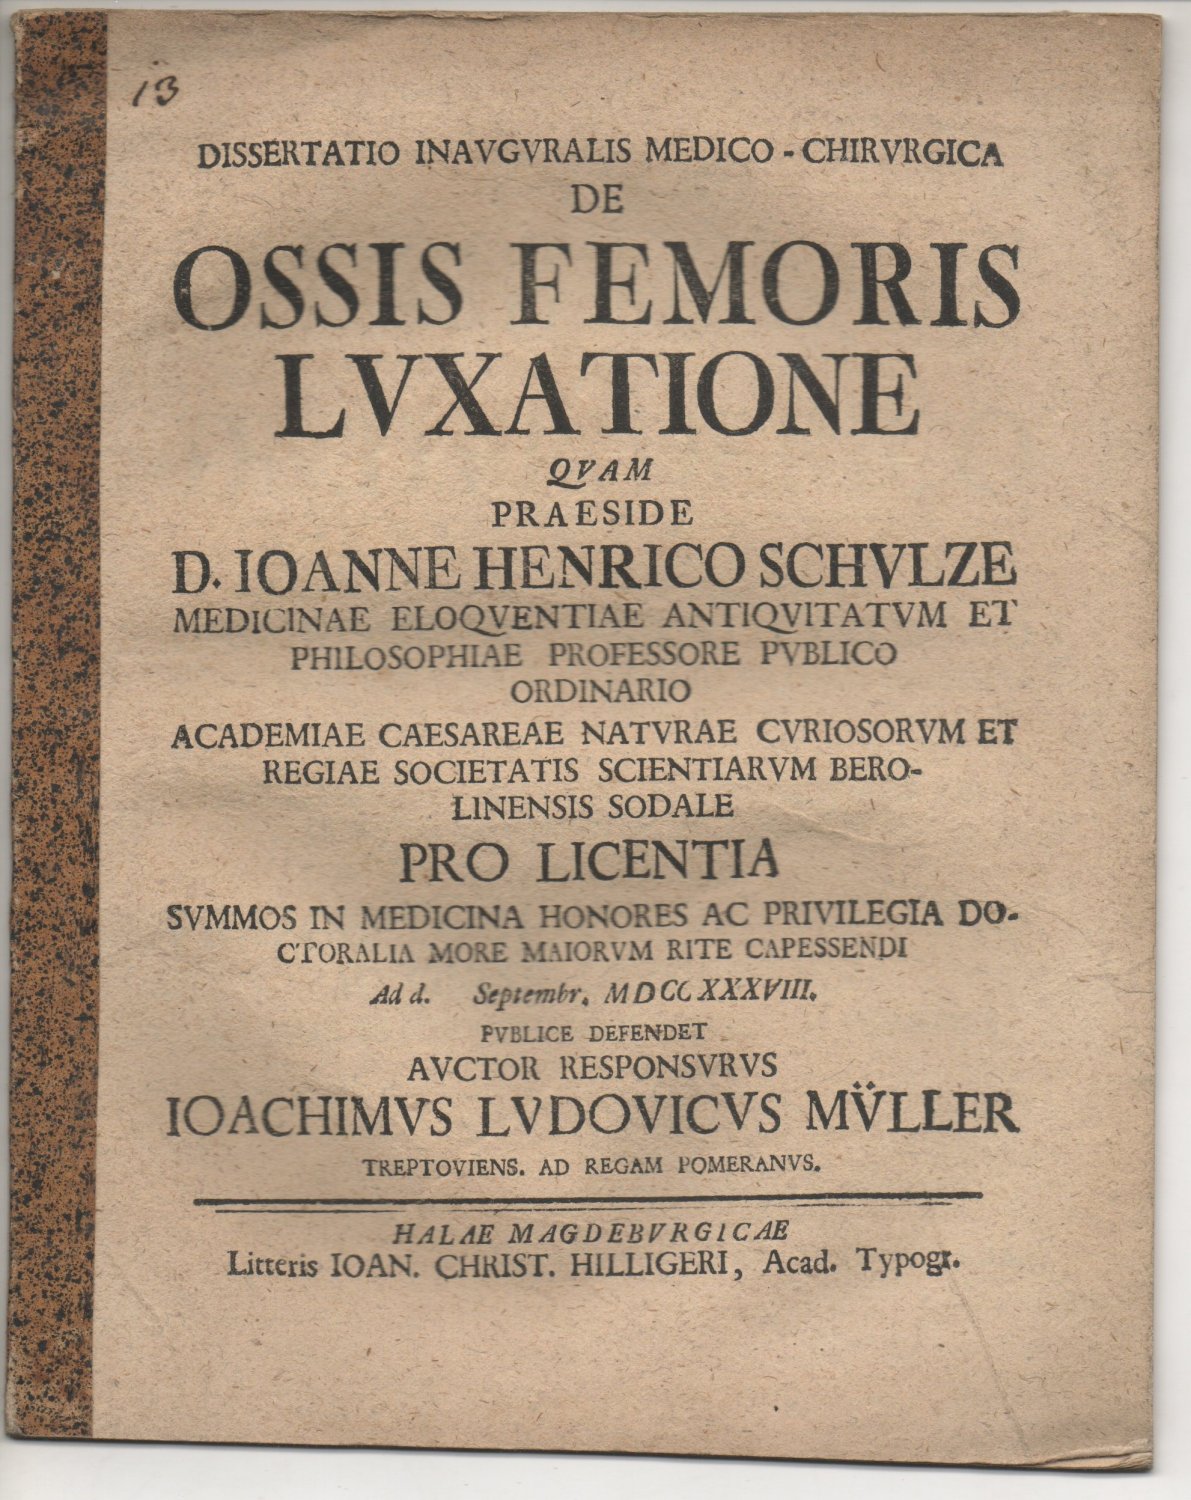 13
DISSERTATIO INAVGVRALIS MEDICO - CHIRVRGICA
DE
OSSIS FEMORIS
LVXATIONE
QVAM
PRAESIDE
D. IOANNE HENRICO SCHVLZE
MEDICINAE ELOQVENTIAE ANTIQVITATVM ET
PHILOSOPHIAE PROFESSORE PVBLICO
ORDINARIO
ACADEMIAE CAESAREAE NATVRAE CVRIOSORVM ET
REGIAE SOCIETATIS SCIENTIARVM BERO-
LINENSIS SODALE
PRO LICENTIA
SVMMOS IN MEDICINA HONORES AC PRIVILEGIA DO-
CTORALIA MORE MAIORVM RITE CAPESSENDI
Ad d. Septembr. MDCCXXXVIII.
PVBLICE DEFENDET
AVCTOR RESPONSVRVS
IOACHIMVS LVDOVICVS MV̈LLER
TREPTOVIENS. AD REGAM POMERANVS.
HALAE MAGDEBVRGICAE
Litteris IOAN. CHRIST. HILLIGERI, Acad. Typogr.